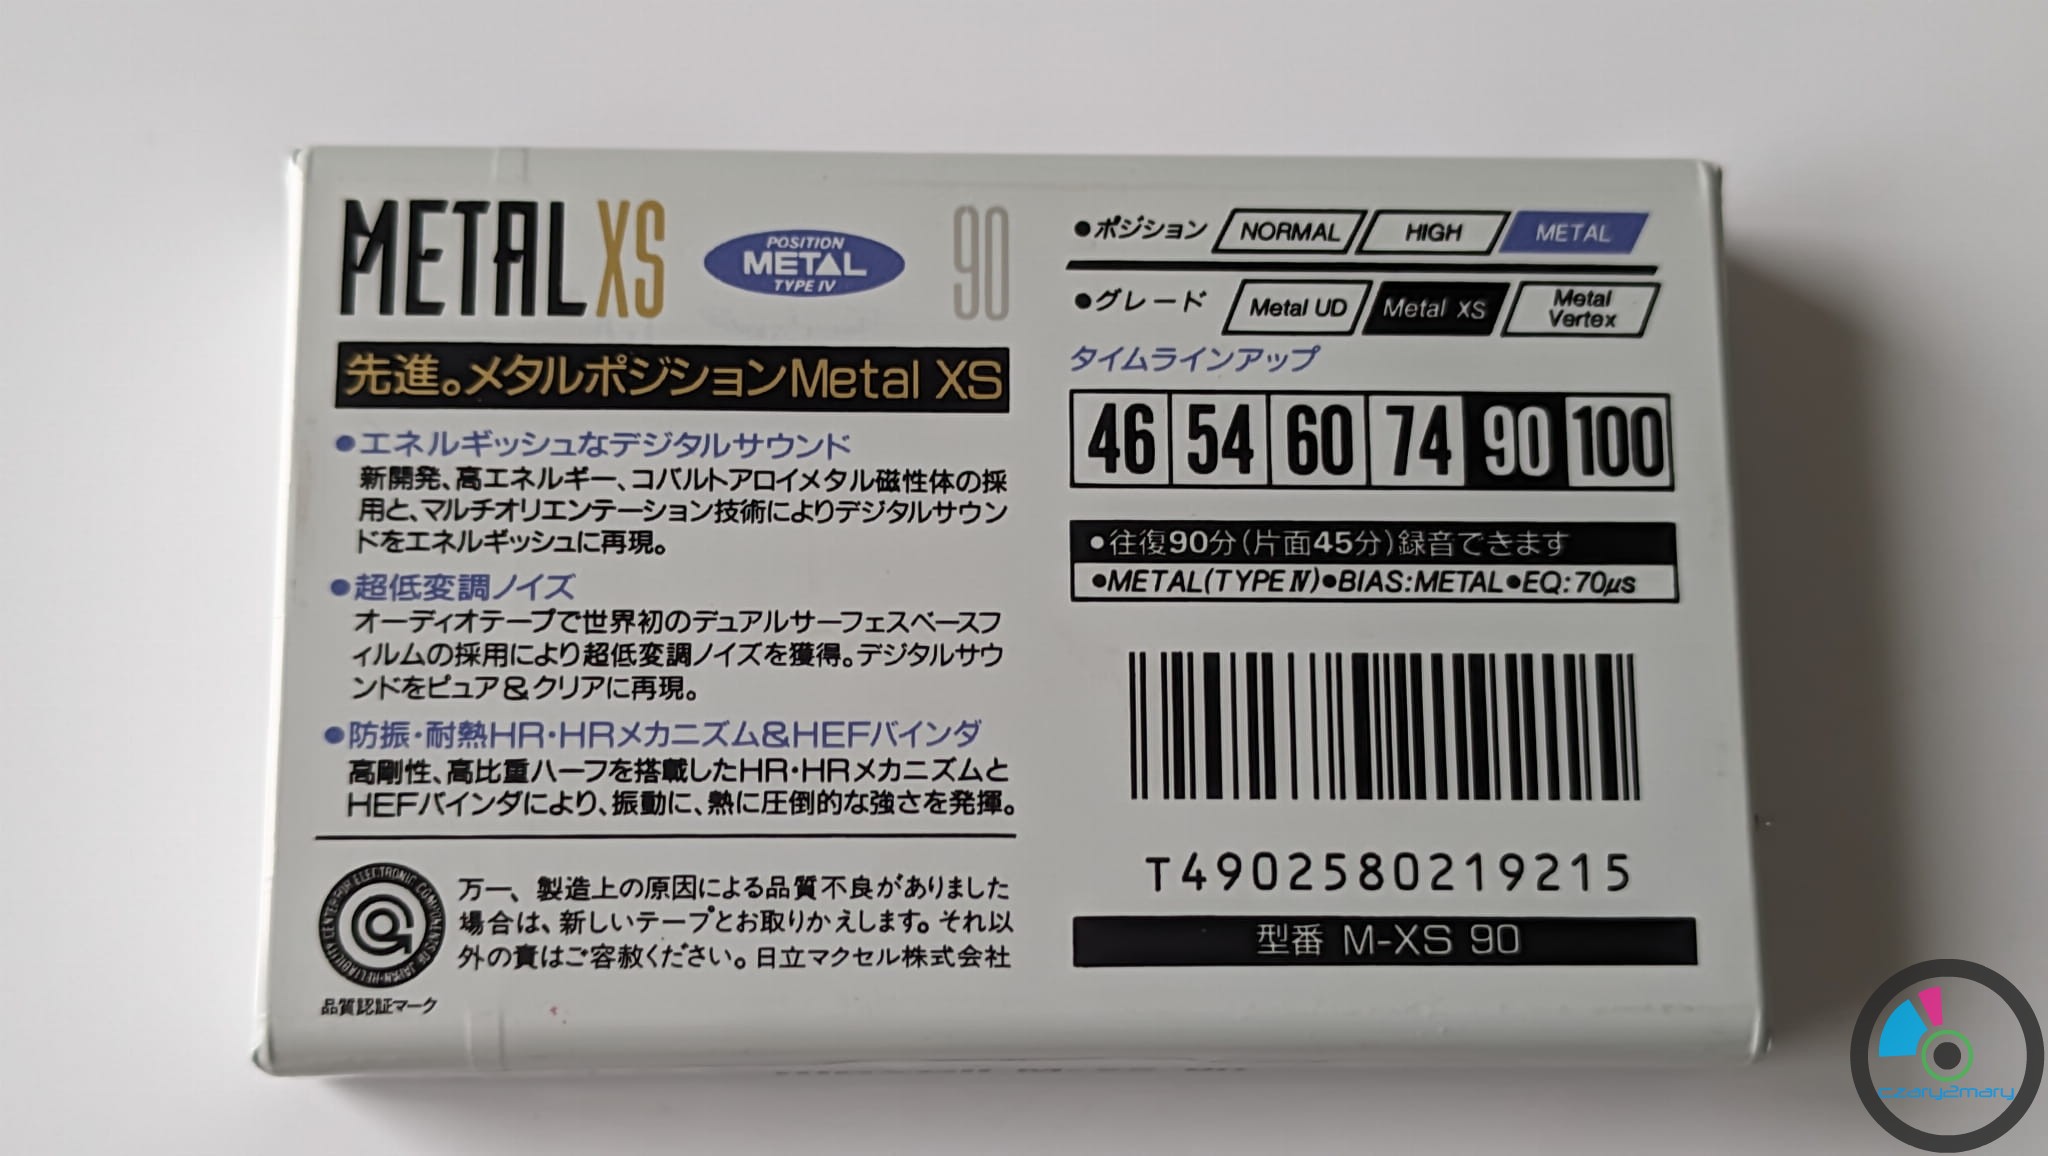 METAL XS
POSITION
METAL
TYPE IV
90
先進。メタルポジションMetal XS
●エネルギッシュなデジタルサウンド
新開発、高エネルギー、コバルトアロイメタル磁性体の採
用と、マルチオリエンテーション技術によりデジタルサウン
ドをエネルギッシュに再現。
●超低変調ノイズ
オーディオテープで世界初のデュアルサーフェスベースフ
ィルムの採用により超低変調ノイズを獲得。デジタルサウ
ンドをピュア&クリアに再現。
●防振・耐熱HR・HRメカニズム&HEFバインダ
高剛性、高比重ハーフを搭載したHR・HRメカニズムと
HEFバインダにより、振動に、熱に圧倒的な強さを発揮。
RELIABILITY CENTER FOR ELECTRONIC COMPONENTS OF JAPAN
品質認証マーク
万一、製造上の原因による品質不良がありました
場合は、新しいテープとお取りかえします。それ以
外の責はご容赦ください。日立マクセル株式会社
●ポジション NORMAL HIGH METAL
●グレード Metal UD Metal XS Metal Vertex
タイムラインアップ
46 54 60 74 90 100
●往復90分(片面45分)録音できます
●METAL(TYPE IV)●BIAS:METAL●EQ:70μs
T4902580219215
型番 M-XS 90
czary2mary